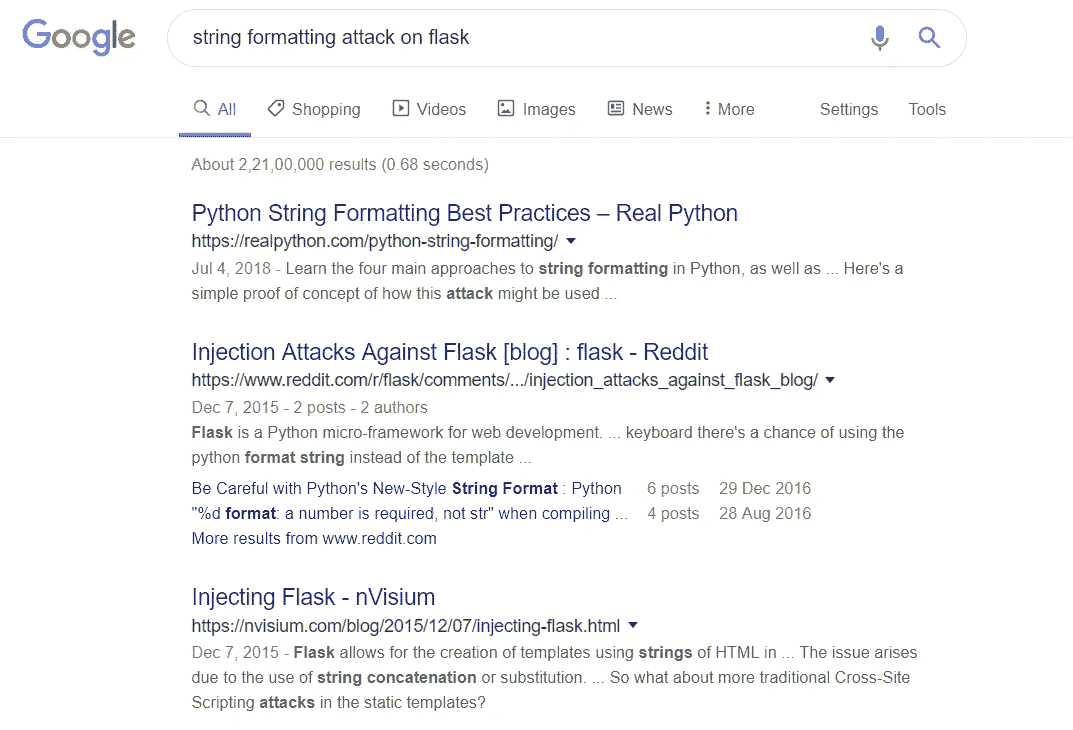 Google
string formatting attack on flask
All Shopping Videos Images News More Settings Tools
About 2,21,00,000 results (0.68 seconds)
Python String Formatting Best Practices – Real Python
https://realpython.com/python-string-formatting/
Jul 4, 2018 - Learn the four main approaches to string formatting in Python, as well as ... Here's a
simple proof of concept of how this attack might be used ...
Injection Attacks Against Flask [blog] : flask - Reddit
https://www.reddit.com/r/flask/comments/.../injection_attacks_against_flask_blog/
Dec 7, 2015 - 2 posts - 2 authors
Flask is a Python micro-framework for web development. ... keyboard there's a chance of using the
python format string instead of the template ...
Be Careful with Python's New-Style String Format : Python 6 posts 29 Dec 2016
"%d format: a number is required, not str" when compiling ... 4 posts 28 Aug 2016
More results from www.reddit.com
Injecting Flask - nVisium
https://nvisium.com/blog/2015/12/07/injecting-flask.html
Dec 7, 2015 - Flask allows for the creation of templates using strings of HTML in ... The issue arises
due to the use of string concatenation or substitution. ... So what about more traditional Cross-Site
Scripting attacks in the static templates?